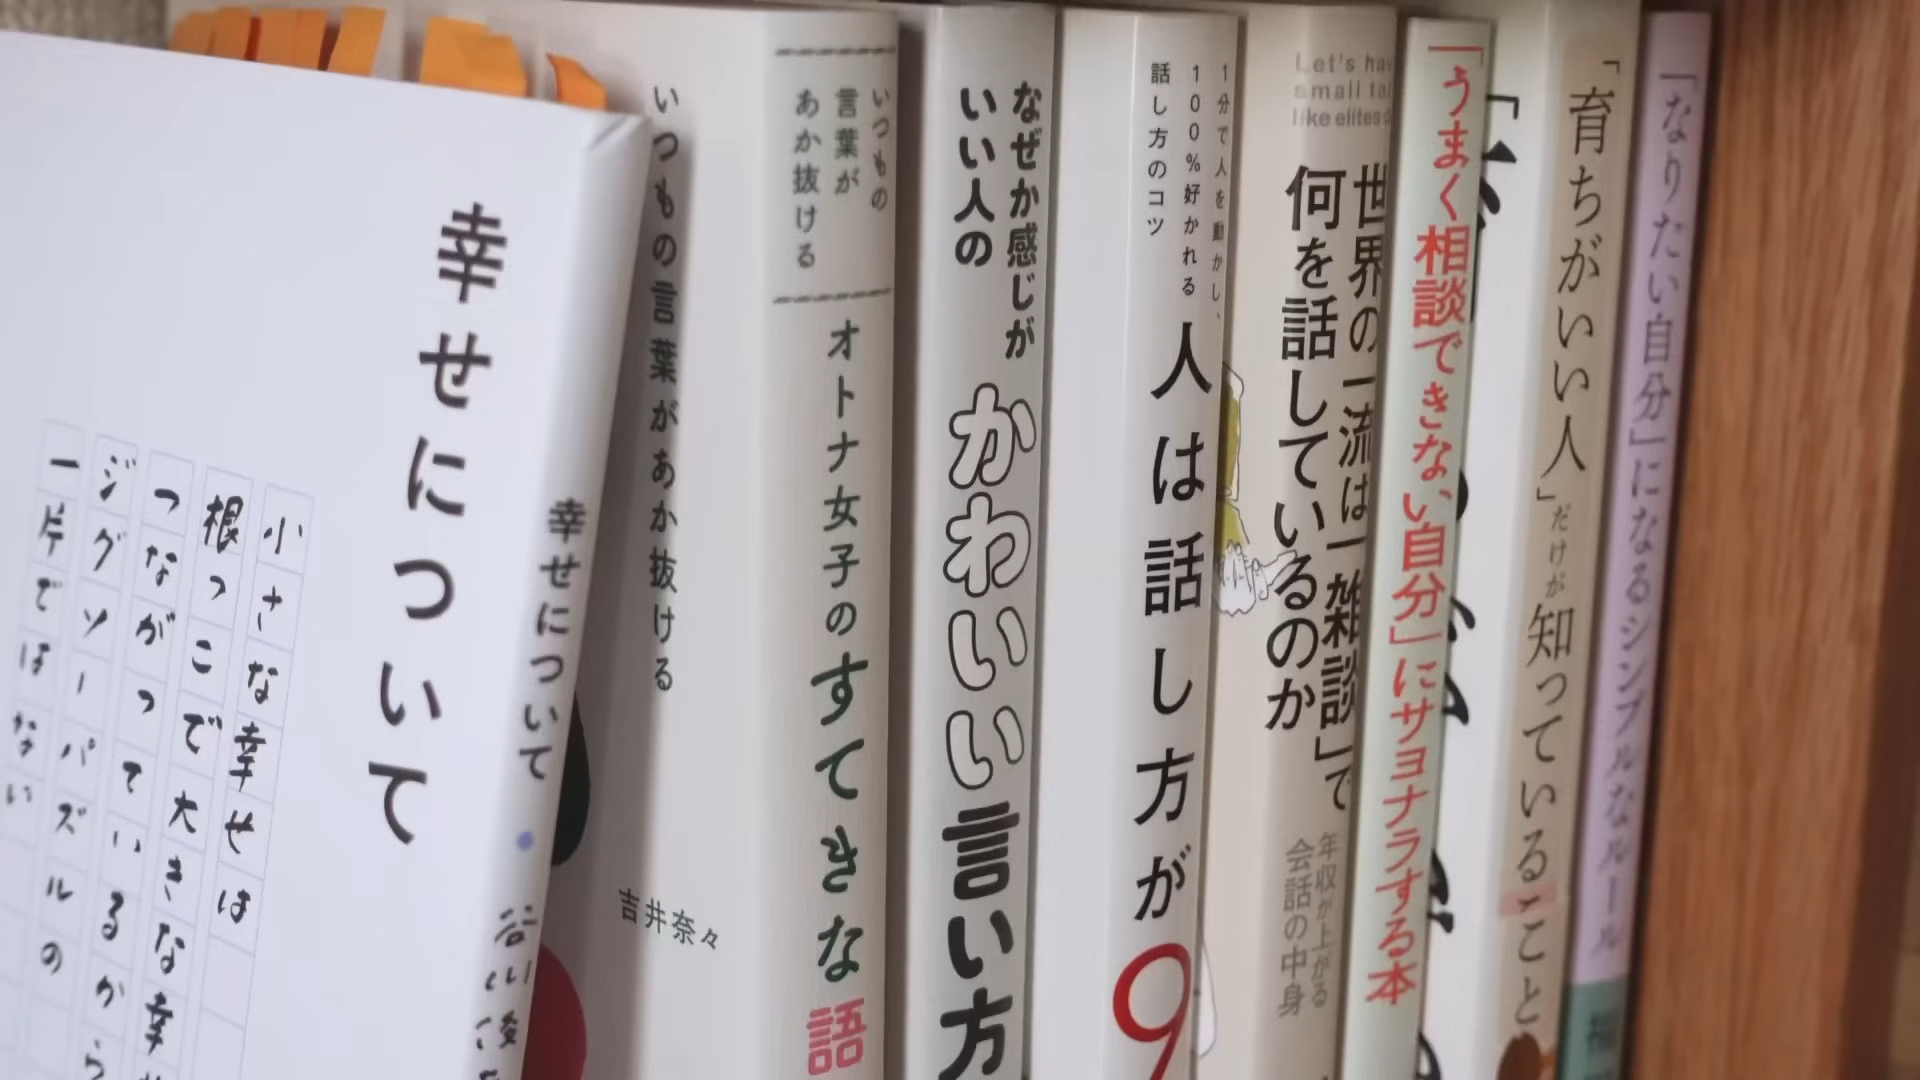 幸せについて
小さな幸せは
根っこで大きな幸
つながっているから
ジグソーパズルの
一片ではない
幸せについて
谷川俊
いつもの言葉があか抜ける
吉井奈々
いつもの
言葉が
あか抜ける
オトナ女子のすてきな語
なぜか感じが
いい人の
かわいい言い方
1分で人を動かし、
100%好かれる
話し方のコツ
人は話し方が9
Let's hav
small tal
like elites d
世界の一流は「雑談」で
何を話しているのか
年収が上がる
会話の中身
「うまく相談できない自分」にサヨナラする本
「育ちがいい人」だけが知っていること
「なりたい自分」になるシンプルなルール